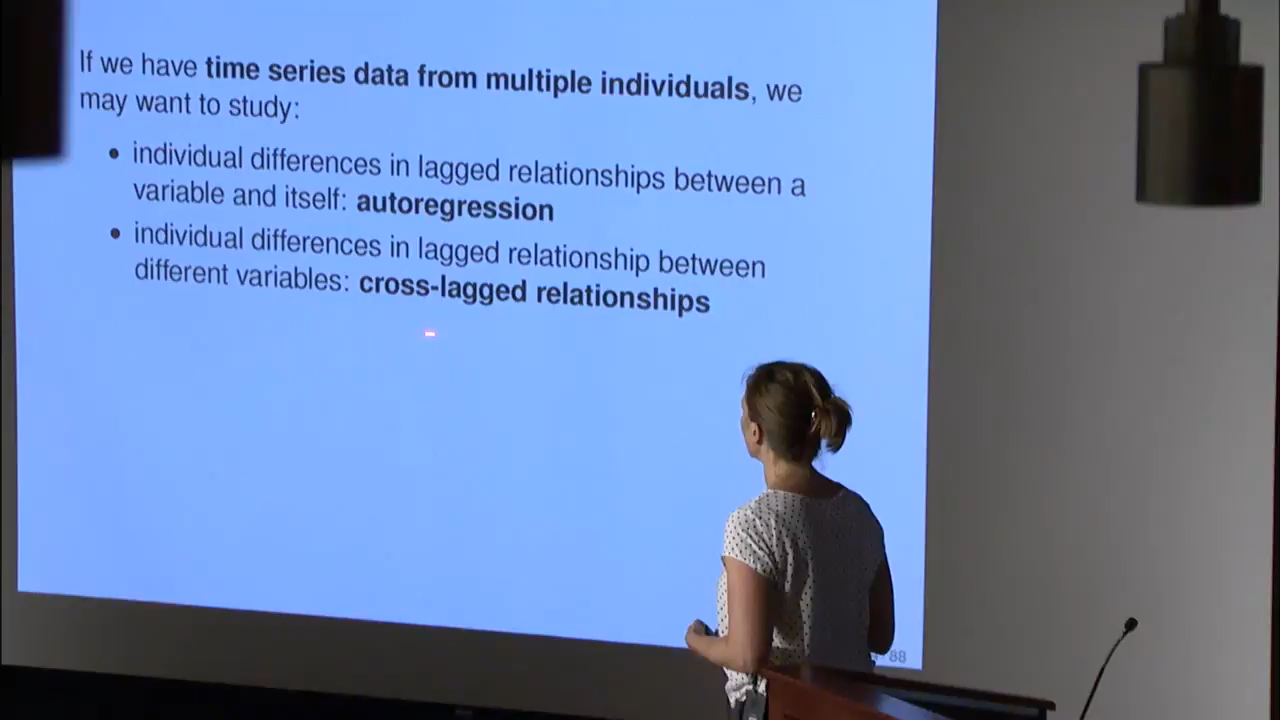 If we have time series data from multiple individuals, we
may want to study:
• individual differences in lagged relationships between a
variable and itself: autoregression
• individual differences in lagged relationship between
different variables: cross-lagged relationships
88